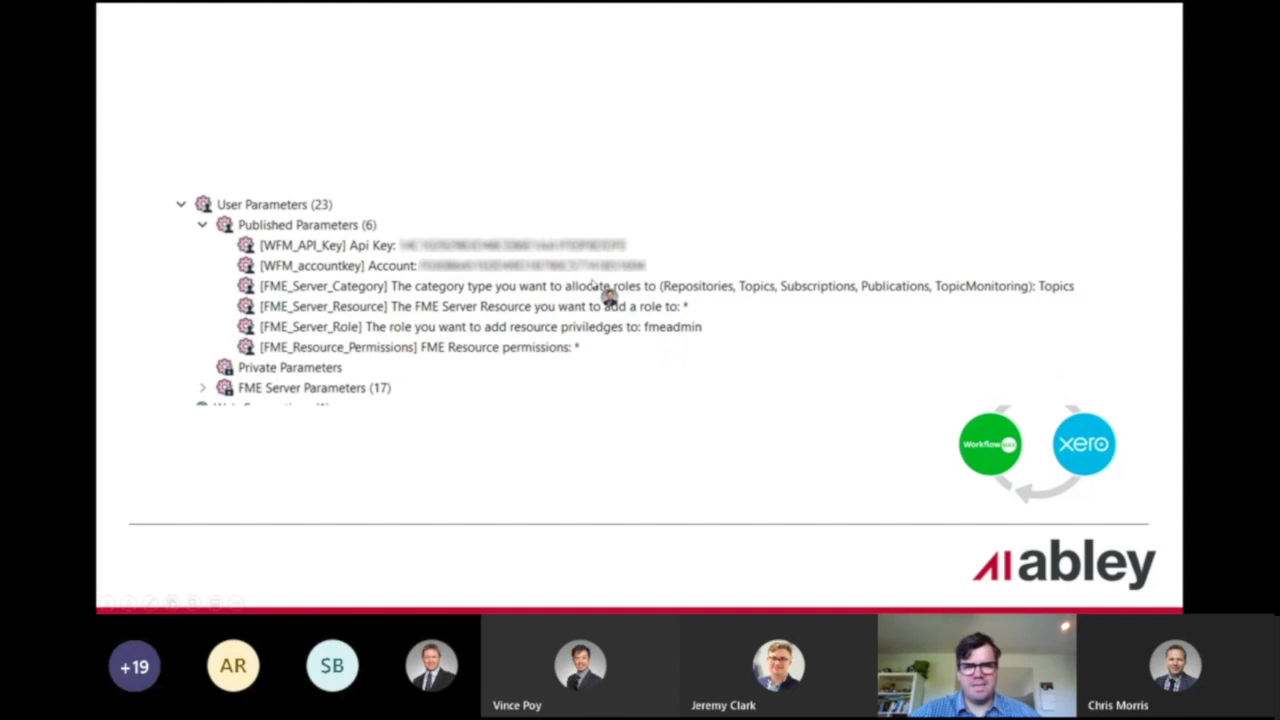 User Parameters (23)
Published Parameters (6)
[WFM_API_Key] Api Key:
[WFM_accountkey] Account:
[FME_Server_Category] The category type you want to allocate roles to (Repositories, Topics, Subscriptions, Publications, TopicMonitoring): Topics
[FME_Server_Resource] The FME Server Resource you want to add a role to: *
[FME_Server_Role] The role you want to add resource priviledges to: fmeadmin
[FME_Resource_Permissions] FME Resource permissions: *
Private Parameters
FME Server Parameters (17)
Workflow xero
abley
+19 AR SB
Vince Poy Jeremy Clark Chris Morris